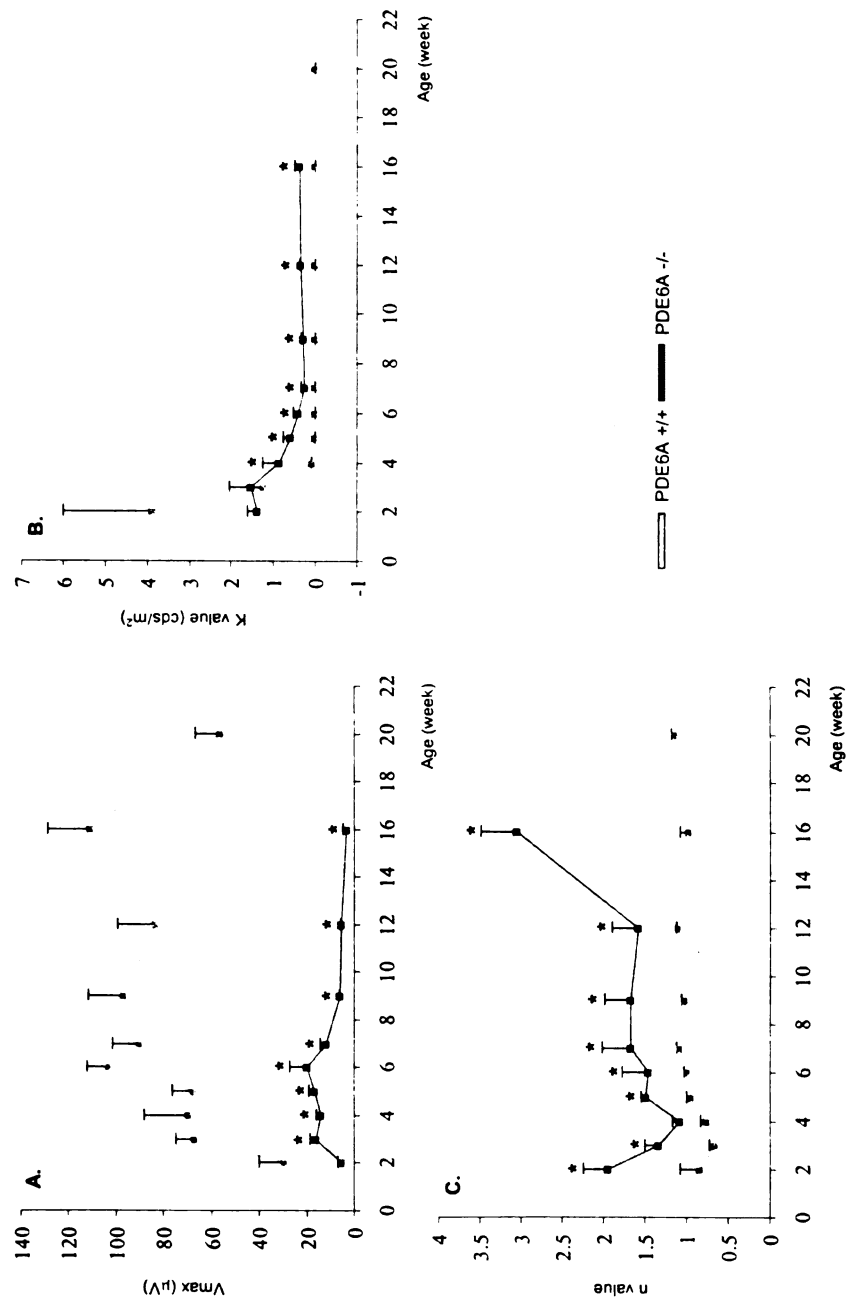 A.
Vmax (μV)
140
120
100
80
60
40
20
0
0 2 4 6 8 10 12 14 16 18 20 22
Age (week)
B.
K value (cds/m²)
7
6
5
4
3
2
1
0
-1
0 2 4 6 8 10 12 14 16 18 20 22
Age (week)
C.
n value
4
3.5
3
2.5
2
1.5
1
0.5
0
0 2 4 6 8 10 12 14 16 18 20 22
Age (week)
PDE6A +/+ PDE6A -/-